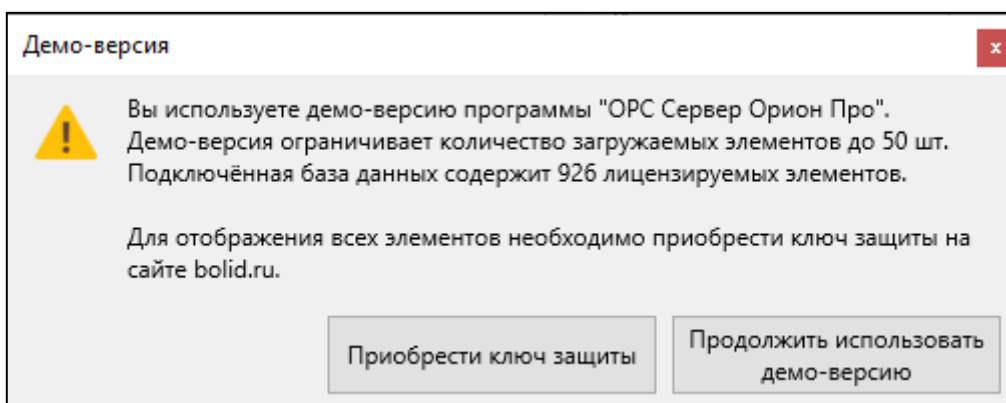 Демо-версия
x
Вы используете демо-версию программы "ОРС Сервер Орион Про".
Демо-версия ограничивает количество загружаемых элементов до 50 шт.
Подключённая база данных содержит 926 лицензируемых элементов.
Для отображения всех элементов необходимо приобрести ключ защиты на
сайте bolid.ru.
Приобрести ключ защиты
Продолжить использовать
демо-версию